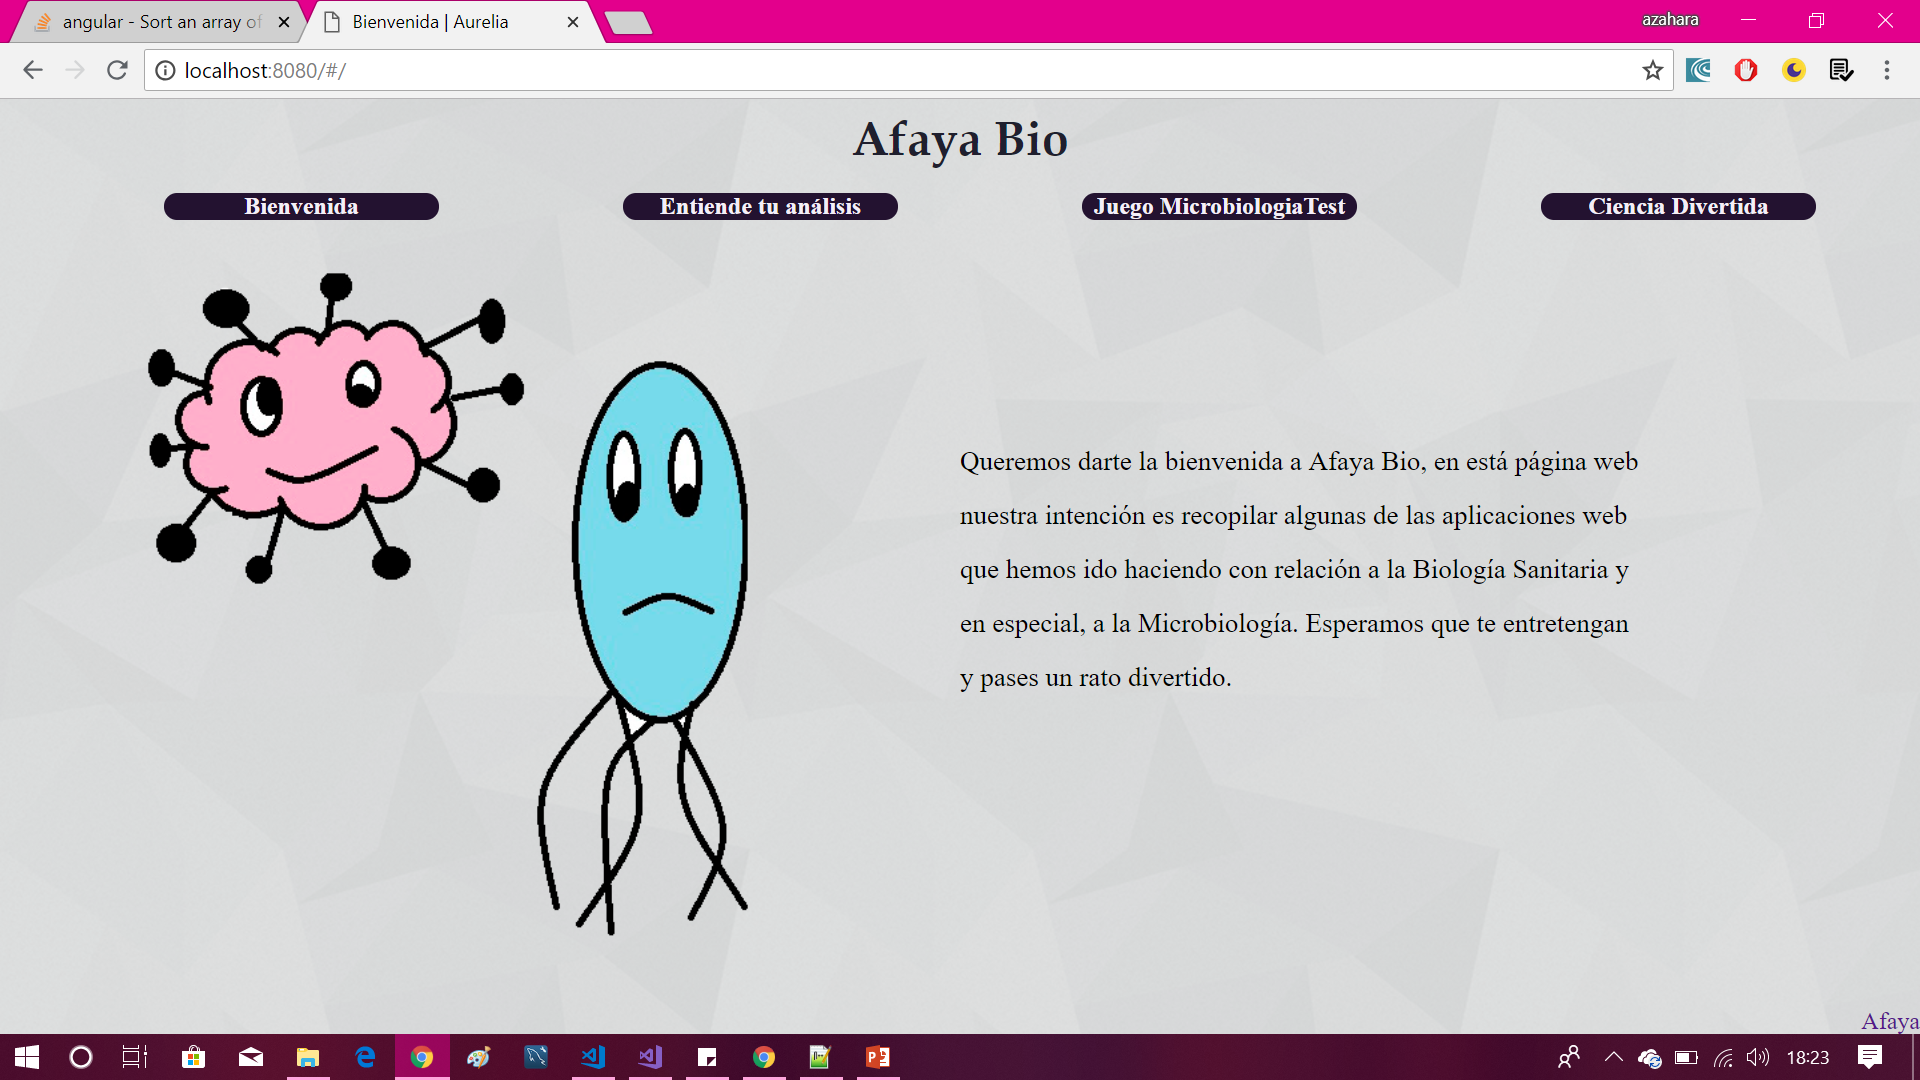 angular - Sort an array of
Bienvenida | Aurelia
azahara
localhost:8080/#/
Afaya Bio
Bienvenida
Entiende tu análisis
Juego MicrobiologiaTest
Ciencia Divertida
Queremos darte la bienvenida a Afaya Bio, en está página web
nuestra intención es recopilar algunas de las aplicaciones web
que hemos ido haciendo con relación a la Biología Sanitaria y
en especial, a la Microbiología. Esperamos que te entretengan
y pases un rato divertido.
Afaya
18:23